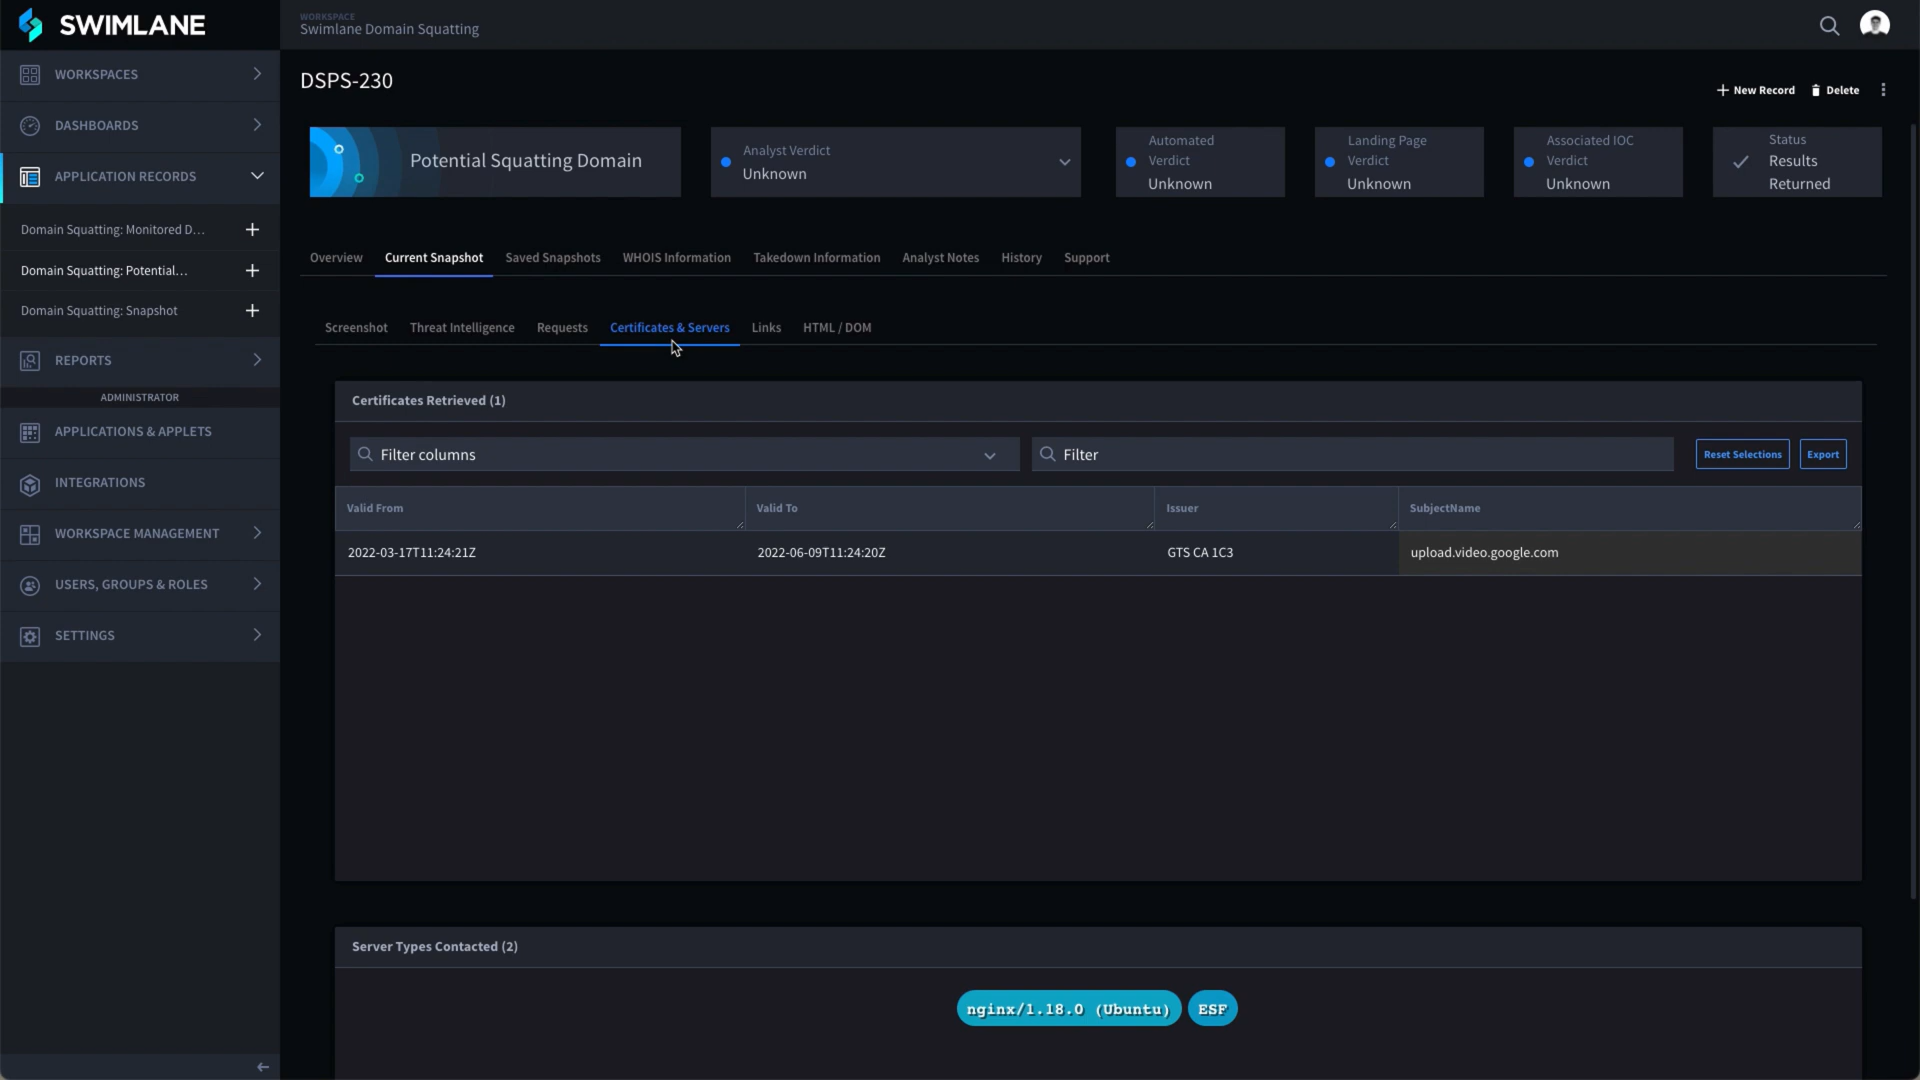 SWIMLANE
WORKSPACE
Swimlane Domain Squatting
WORKSPACES
DASHBOARDS
APPLICATION RECORDS
Domain Squatting: Monitored D...
Domain Squatting: Potential...
Domain Squatting: Snapshot
REPORTS
ADMINISTRATOR
APPLICATIONS & APPLETS
INTEGRATIONS
WORKSPACE MANAGEMENT
USERS, GROUPS & ROLES
SETTINGS
DSPS-230
New Record
Delete
Potential Squatting Domain
Analyst Verdict
Unknown
Automated
Verdict
Unknown
Landing Page
Verdict
Unknown
Associated IOC
Verdict
Unknown
Status
Results
Returned
Overview
Current Snapshot
Saved Snapshots
WHOIS Information
Takedown Information
Analyst Notes
History
Support
Screenshot
Threat Intelligence
Requests
Certificates & Servers
Links
HTML / DOM
Certificates Retrieved (1)
Filter columns
Filter
Reset Selections
Export
Valid From
Valid To
Issuer
SubjectName
2022-03-17T11:24:21Z
2022-06-09T11:24:20Z
GTS CA 1C3
upload.video.google.com
Server Types Contacted (2)
nginx/1.18.0 (Ubuntu)
ESF